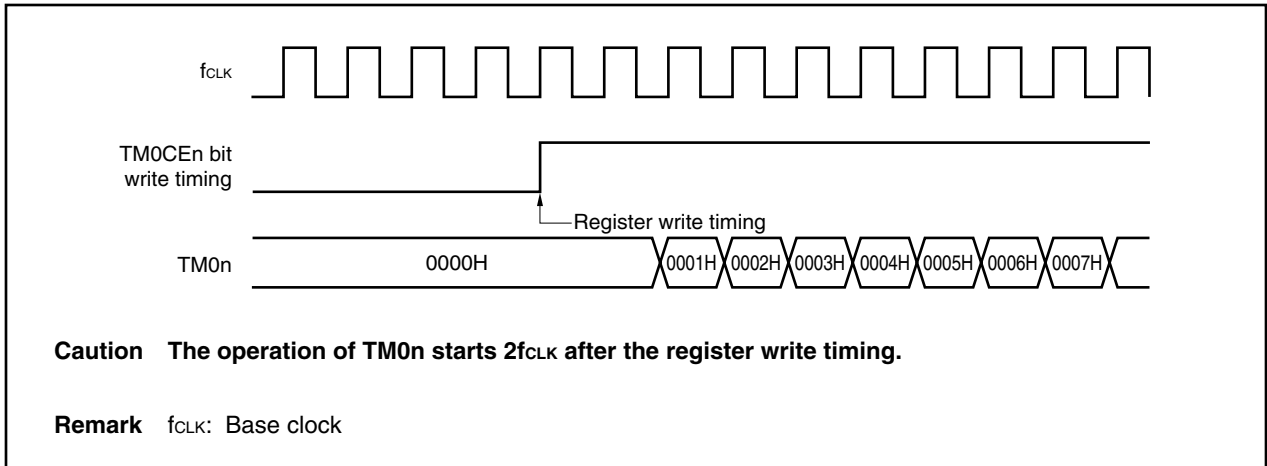 fCLK
TM0CEn bit
write timing
Register write timing
TM0n
0000H 0001H 0002H 0003H 0004H 0005H 0006H 0007H
Caution The operation of TM0n starts 2fCLK after the register write timing.
Remark fCLK: Base clock